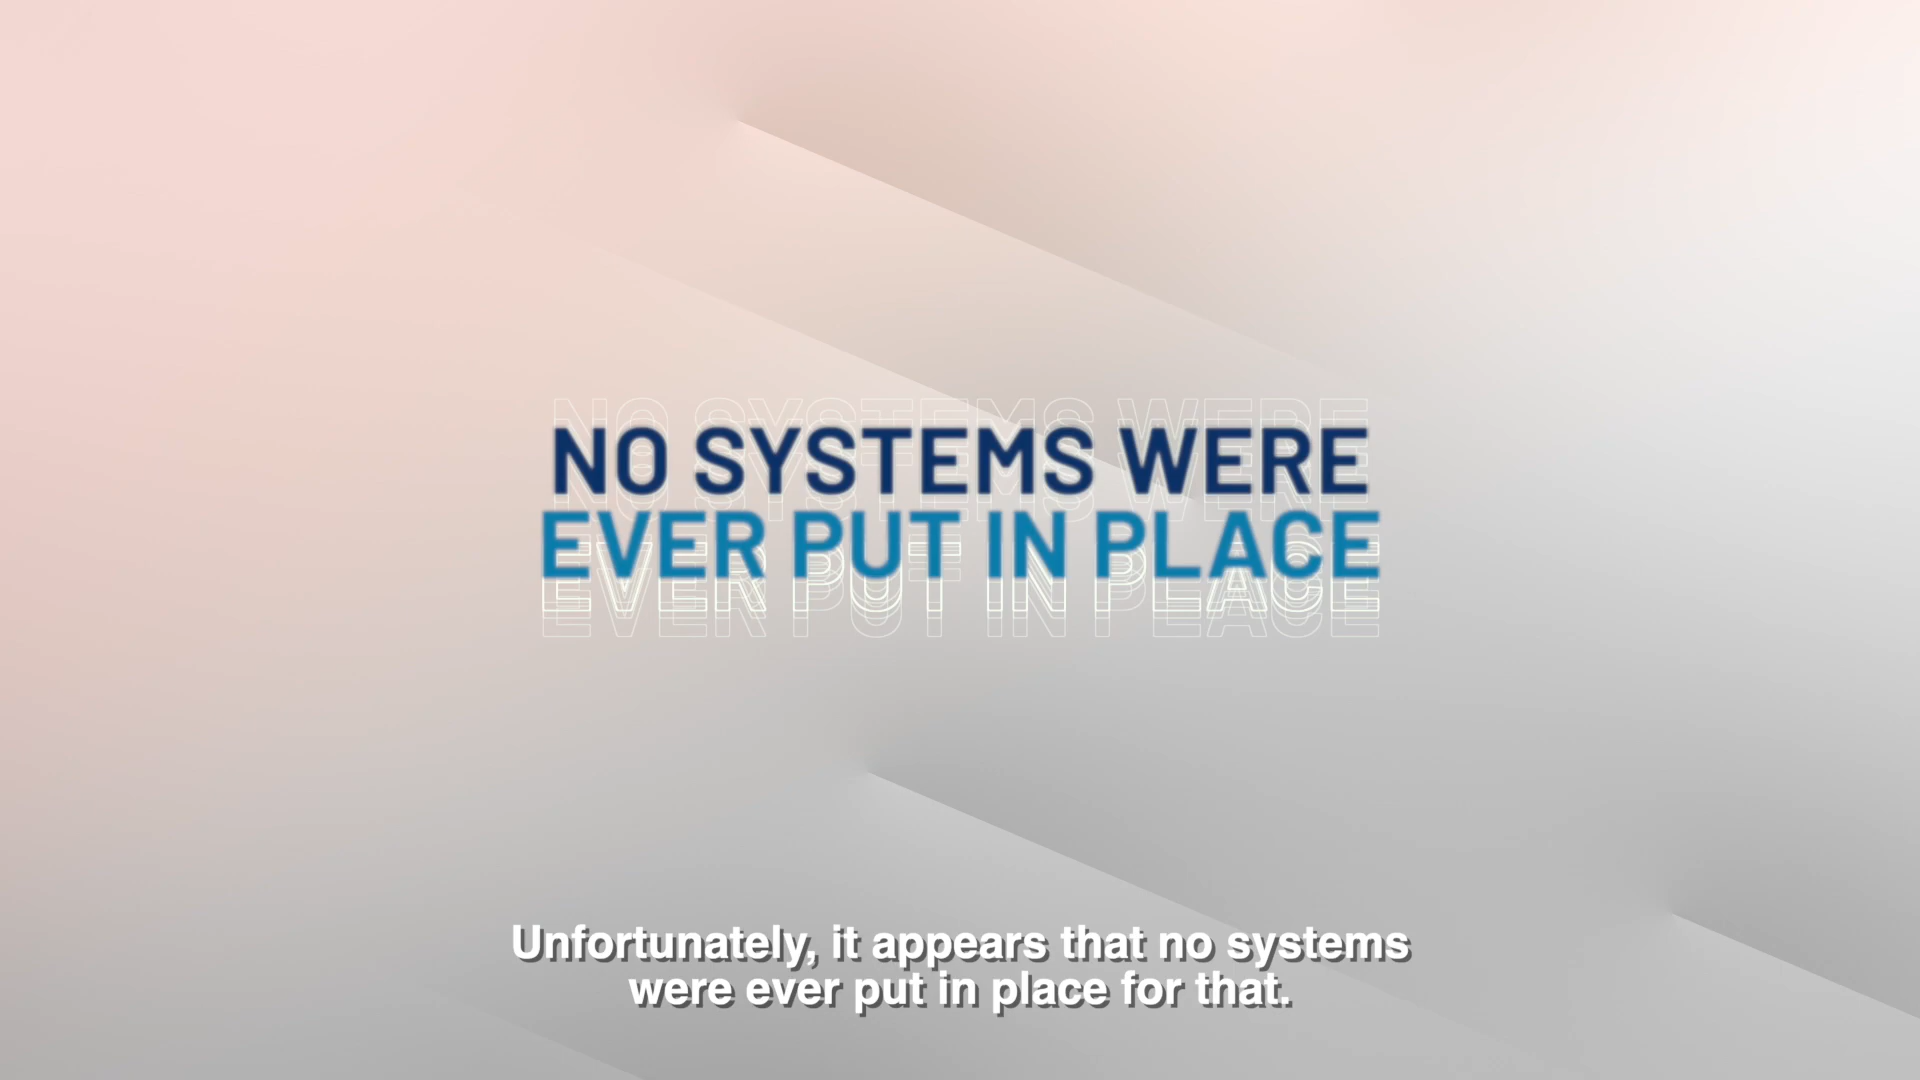 NO SYSTEMS WERE
EVER PUT IN PLACE
Unfortunately, it appears that no systems
were ever put in place for that.